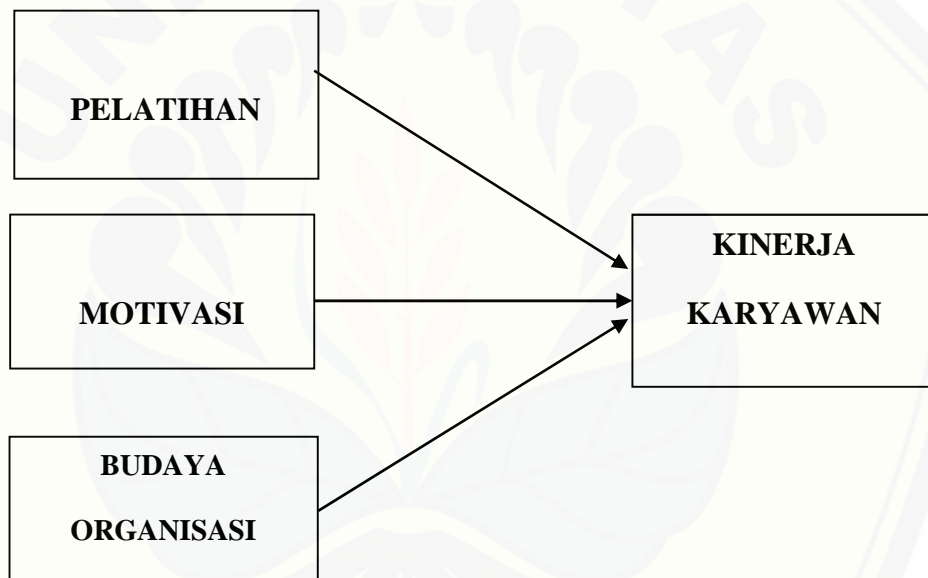 PELATIHAN
MOTIVASI
BUDAYA
ORGANISASI
KINERJA
KARYAWAN